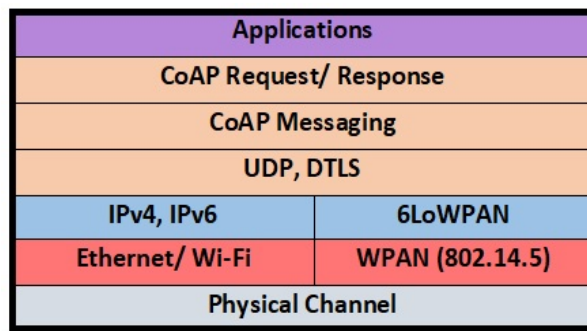 Applications
CoAP Request/ Response
CoAP Messaging
UDP, DTLS
IPv4, IPv6
6LoWPAN
Ethernet/ Wi-Fi
WPAN (802.14.5)
Physical Channel